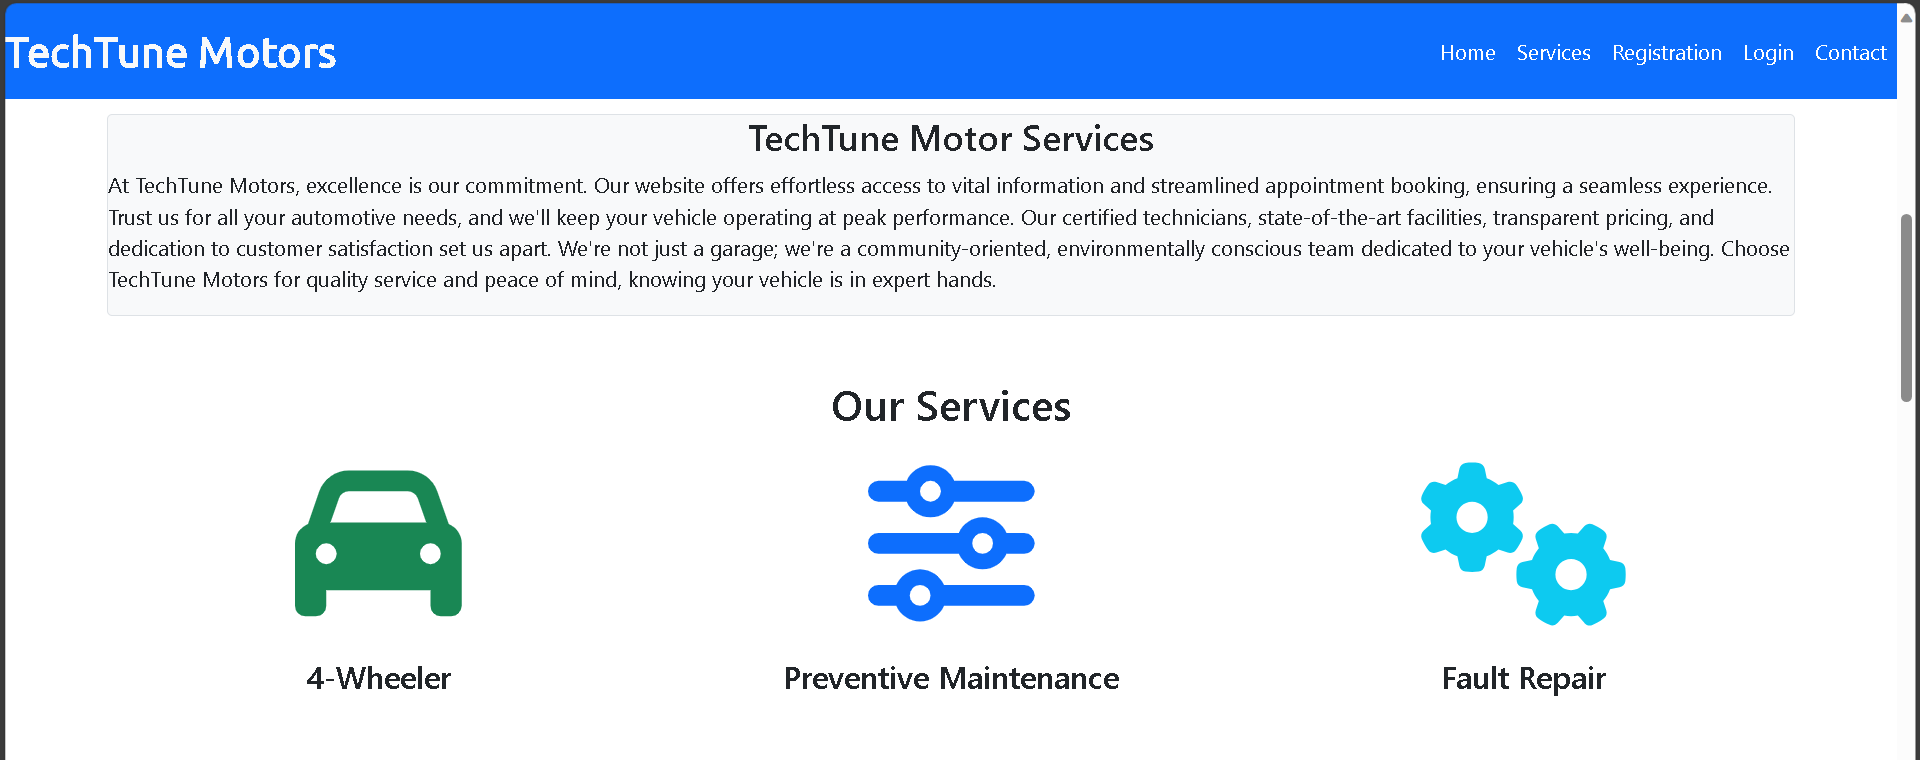 TechTune Motors
Home Services Registration Login Contact
TechTune Motor Services
At TechTune Motors, excellence is our commitment. Our website offers effortless access to vital information and streamlined appointment booking, ensuring a seamless experience.
Trust us for all your automotive needs, and we'll keep your vehicle operating at peak performance. Our certified technicians, state-of-the-art facilities, transparent pricing, and
dedication to customer satisfaction set us apart. We're not just a garage; we're a community-oriented, environmentally conscious team dedicated to your vehicle's well-being. Choose
TechTune Motors for quality service and peace of mind, knowing your vehicle is in expert hands.
Our Services
4-Wheeler
Preventive Maintenance
Fault Repair